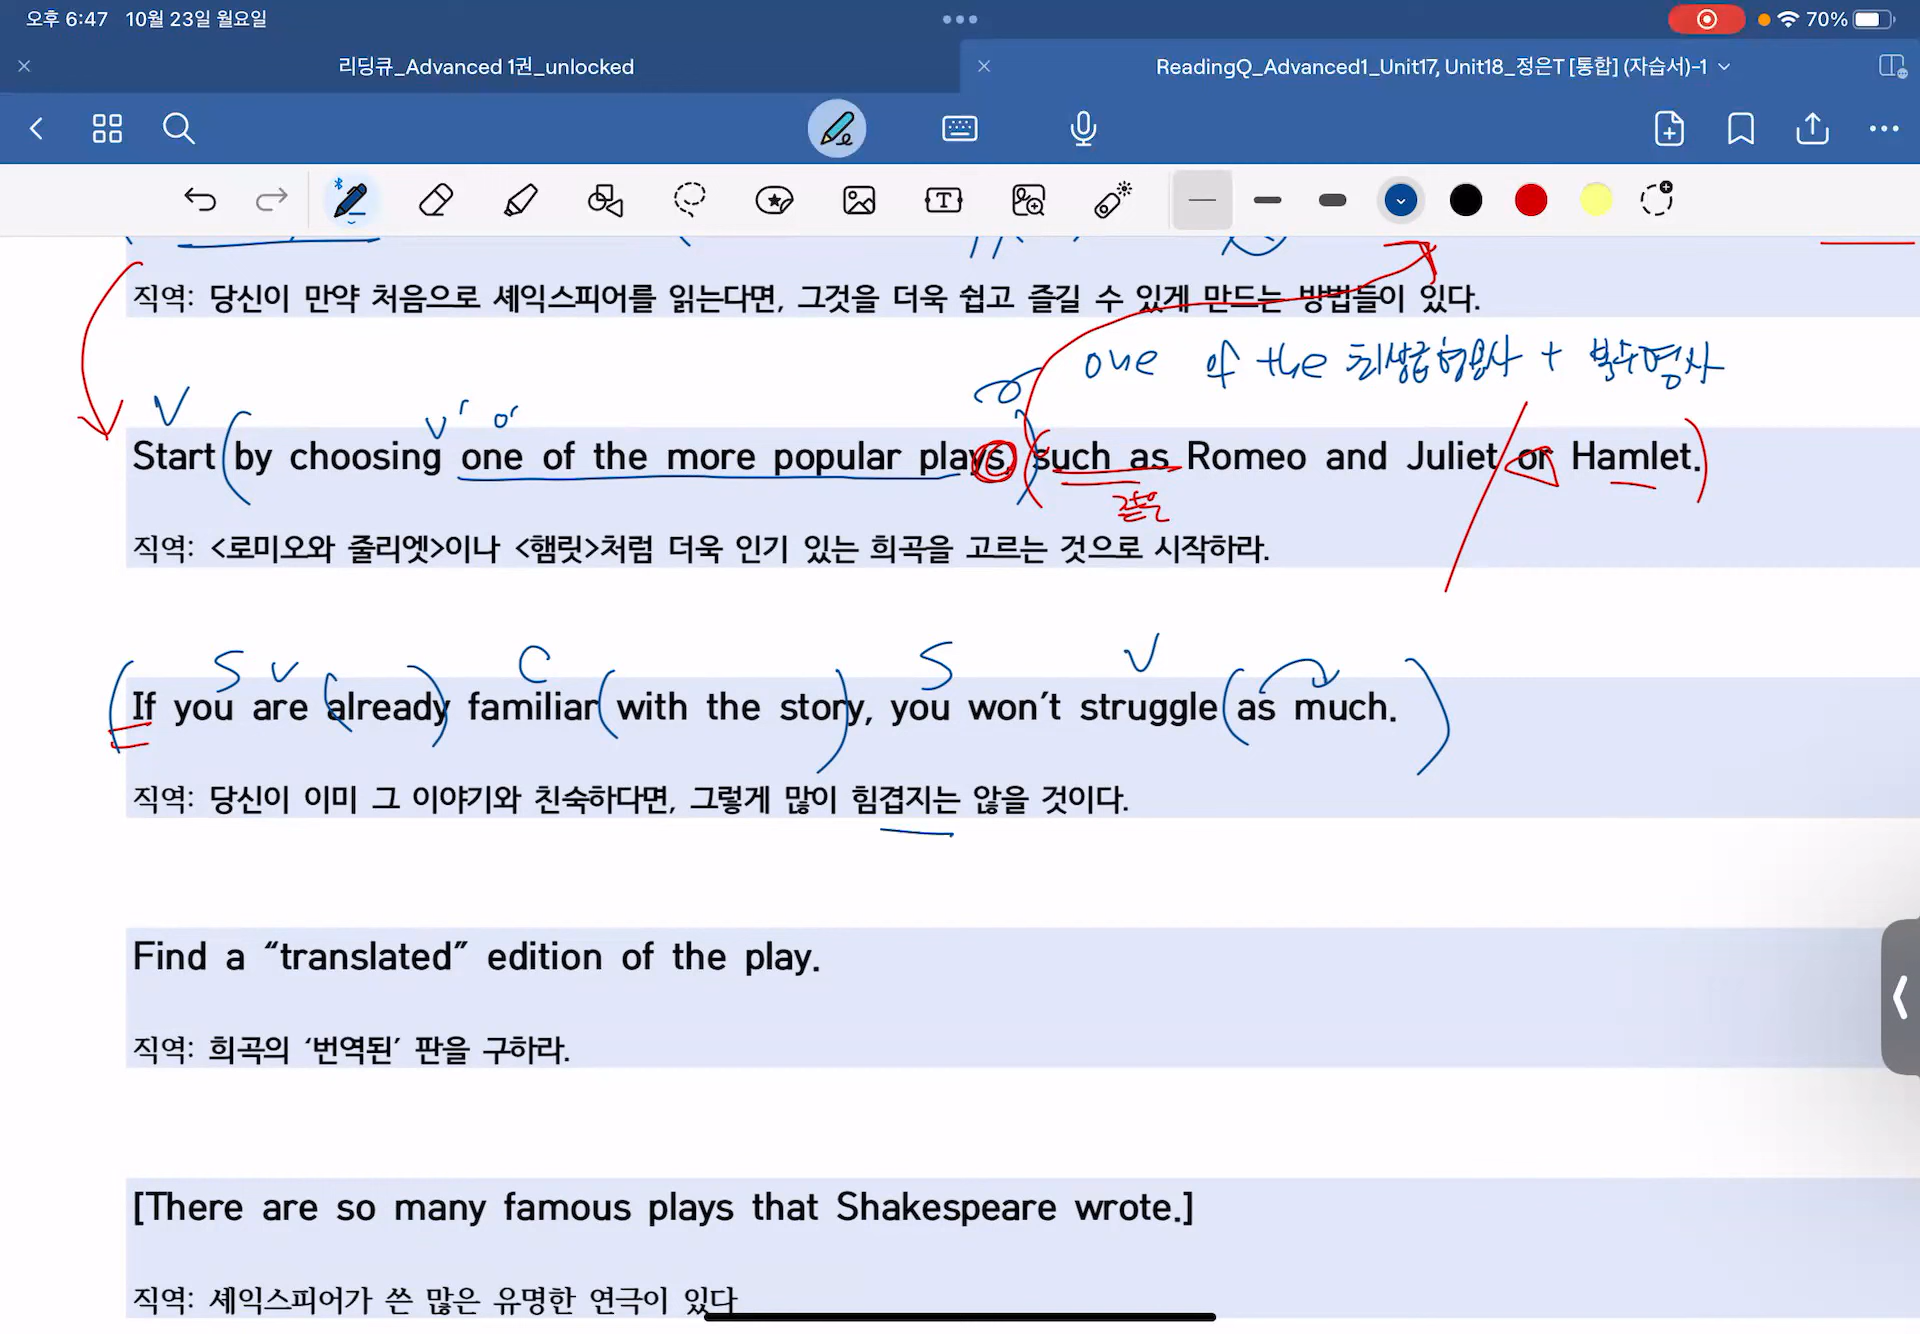 오후 6:47 10월 23일 월요일 70%
리딩큐_Advanced 1권_unlocked ReadingQ_Advanced1_Unit17, Unit18_정은T [통합] (자습서)-1
직역: 당신이 만약 처음으로 셰익스피어를 읽는다면, 그것을 더욱 쉽고 즐길 수 있게 만드는 방법들이 있다.
one of the 최상급 형용사 + 복수명사
V V' O'
Start by choosing one of the more popular plays, such as Romeo and Juliet or Hamlet.
같은
직역: <로미오와 줄리엣>이나 <햄릿>처럼 더욱 인기 있는 희곡을 고르는 것으로 시작하라.
S V C S V
If you are already familiar with the story, you won't struggle as much.
직역: 당신이 이미 그 이야기와 친숙하다면, 그렇게 많이 힘겹지는 않을 것이다.
Find a “translated” edition of the play.
직역: 희곡의 ‘번역된’ 판을 구하라.
[There are so many famous plays that Shakespeare wrote.]
직역: 셰익스피어가 쓴 많은 유명한 연극이 있다